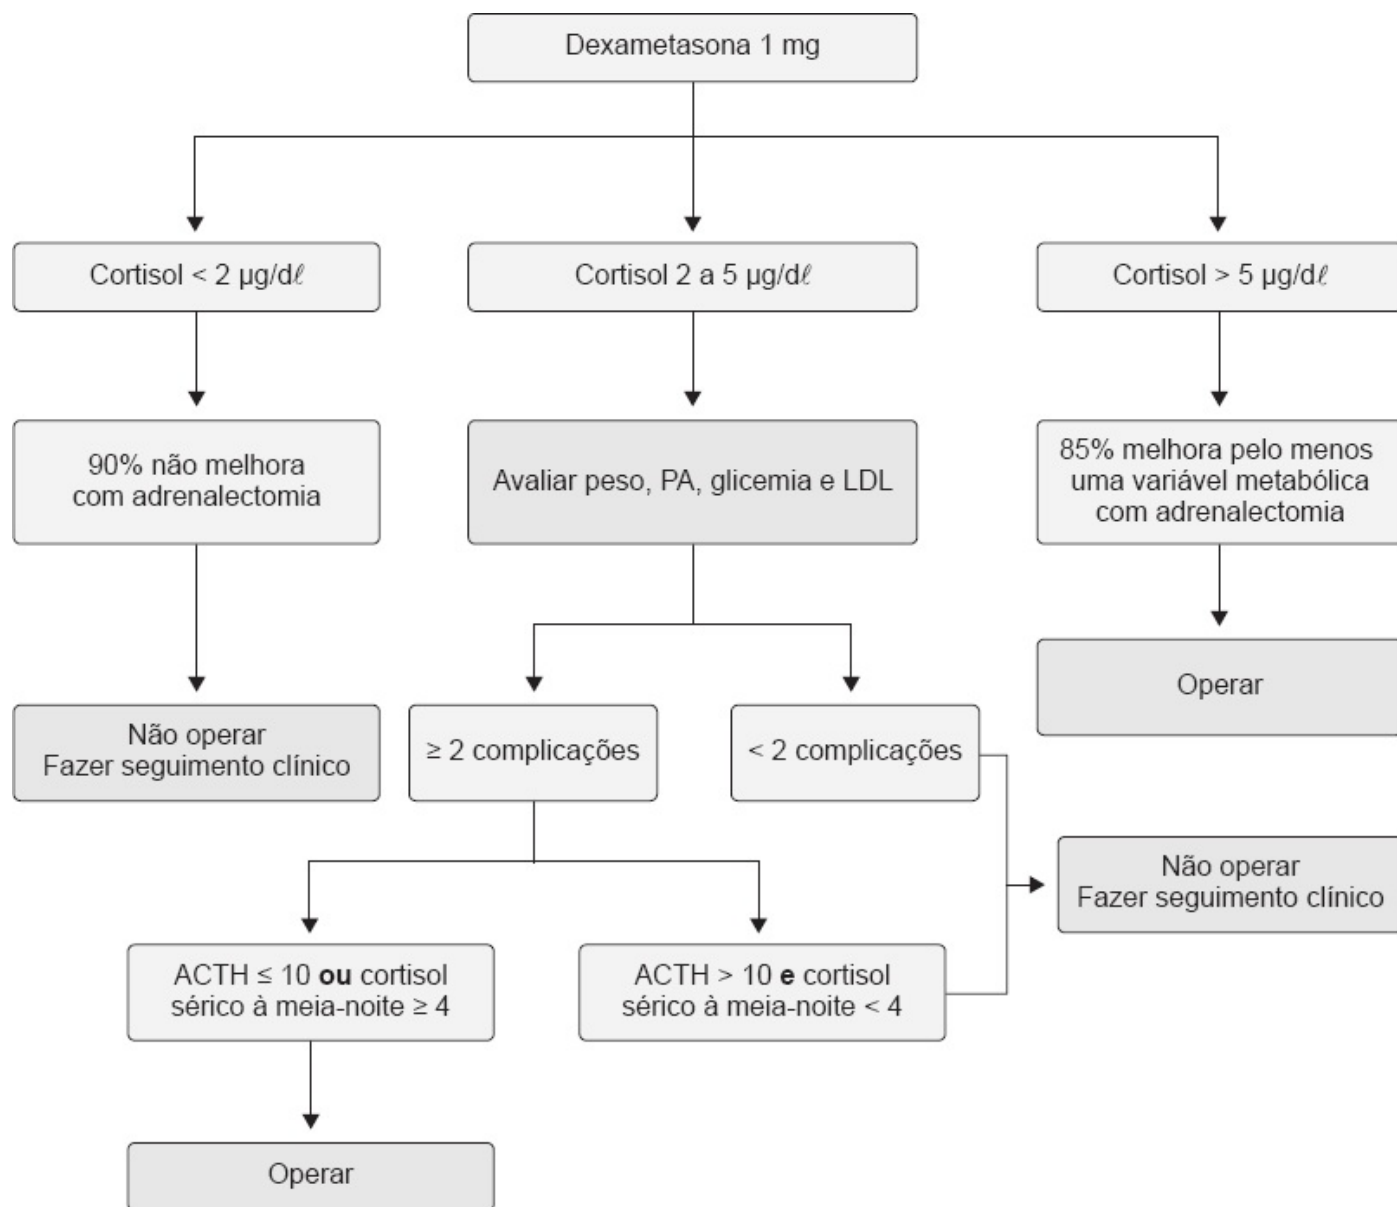 Dexametasona 1 mg
Cortisol < 2 µg/dℓ
Cortisol 2 a 5 µg/dℓ
Cortisol > 5 µg/dℓ
90% não melhora
com adrenalectomia
Avaliar peso, PA, glicemia e LDL
85% melhora pelo menos
uma variável metabólica
com adrenalectomia
Operar
Não operar
Fazer seguimento clínico
≥ 2 complicações
< 2 complicações
Não operar
Fazer seguimento clínico
ACTH ≤ 10 ou cortisol
sérico à meia-noite ≥ 4
ACTH > 10 e cortisol
sérico à meia-noite < 4
Operar